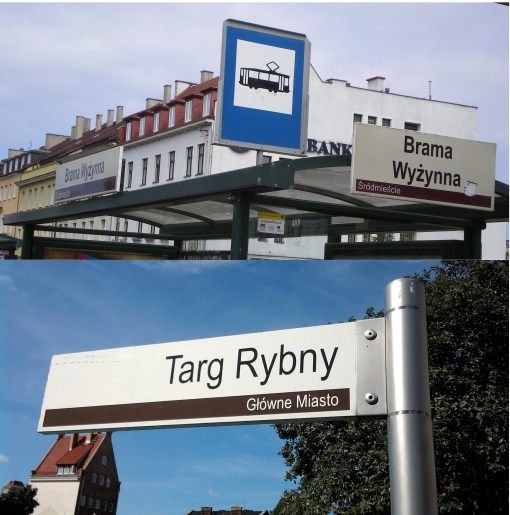 Brama Wyżynna
BANK
Brama
Wyżynna
Śródmieście
Targ Rybny
Główne Miasto